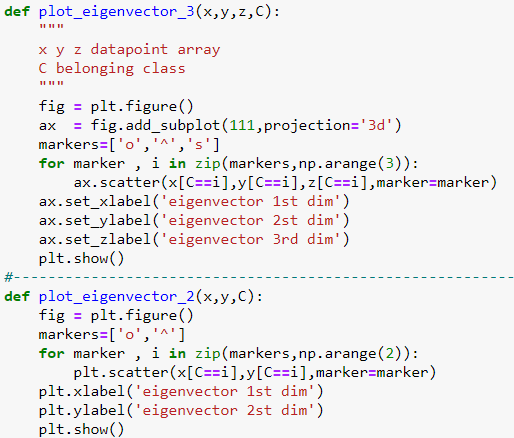 def plot_eigenvector_3(x,y,z,C):
    """
    x y z datapoint array
    C belonging class
    """
    fig = plt.figure()
    ax  = fig.add_subplot(111,projection='3d')
    markers=['o','^','s']
    for marker , i in zip(markers,np.arange(3)):
        ax.scatter(x[C==i],y[C==i],z[C==i],marker=marker)
    ax.set_xlabel('eigenvector 1st dim')
    ax.set_ylabel('eigenvector 2st dim')
    ax.set_zlabel('eigenvector 3rd dim')
    plt.show()
#---------------------------------------------------------------
def plot_eigenvector_2(x,y,C):
    fig = plt.figure()
    markers=['o','^']
    for marker , i in zip(markers,np.arange(2)):
        plt.scatter(x[C==i],y[C==i],marker=marker)
    plt.xlabel('eigenvector 1st dim')
    plt.ylabel('eigenvector 2st dim')
    plt.show()